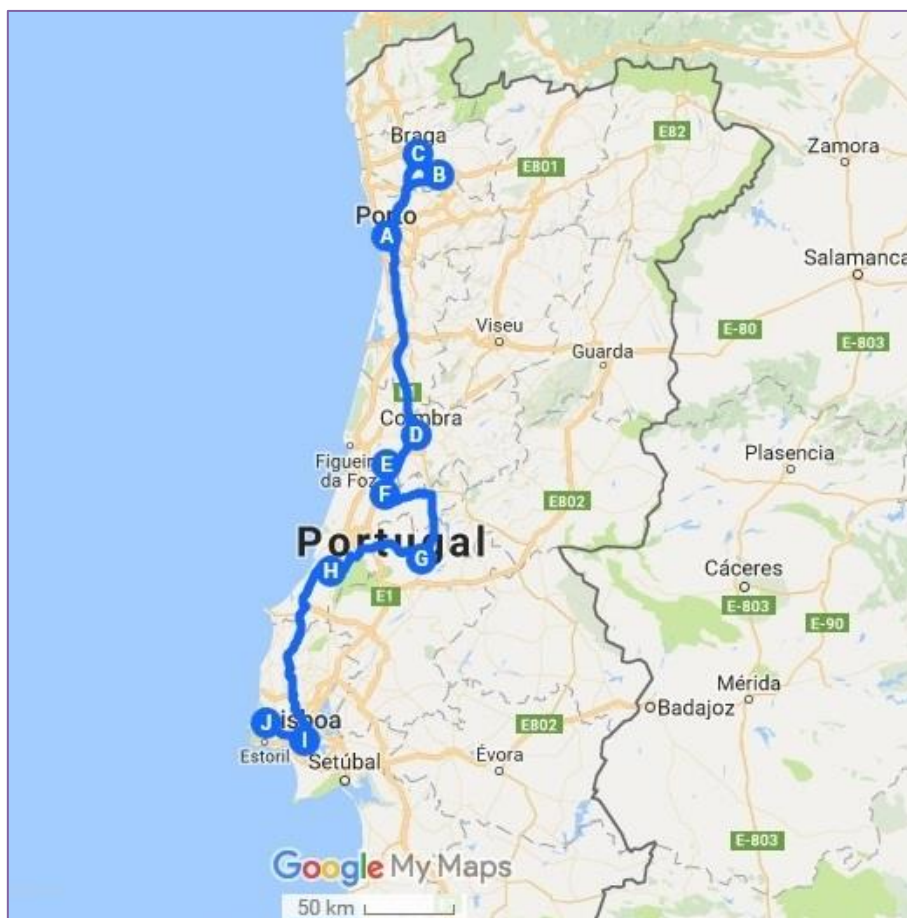 Braga
C
B
E801
E82
Zamora
Porto
A
Salamanca
Viseu
E-80
E-803
Guarda
Coimbra
D
Figueira
da Foz
E
F
Plasencia
E802
Portugal
G
H
E1
Cáceres
E-803
E-90
Mérida
Badajoz
Lisboa
J
I
Estoril
E802
Évora
Setúbal
E-803
Google My Maps
50 km